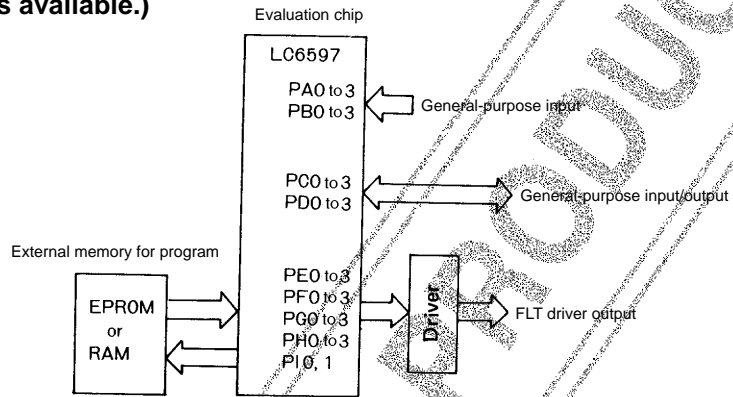 s available.)
Evaluation chip
LC6597
PA0 to 3
PB0 to 3
General-purpose input
PC0 to 3
PD0 to 3
General-purpose input/output
External memory for program
EPROM
or
RAM
PE0 to 3
PF0 to 3
PG0 to 3
PH0 to 3
PI0, 1
Driver
FLT driver output
PRODUC